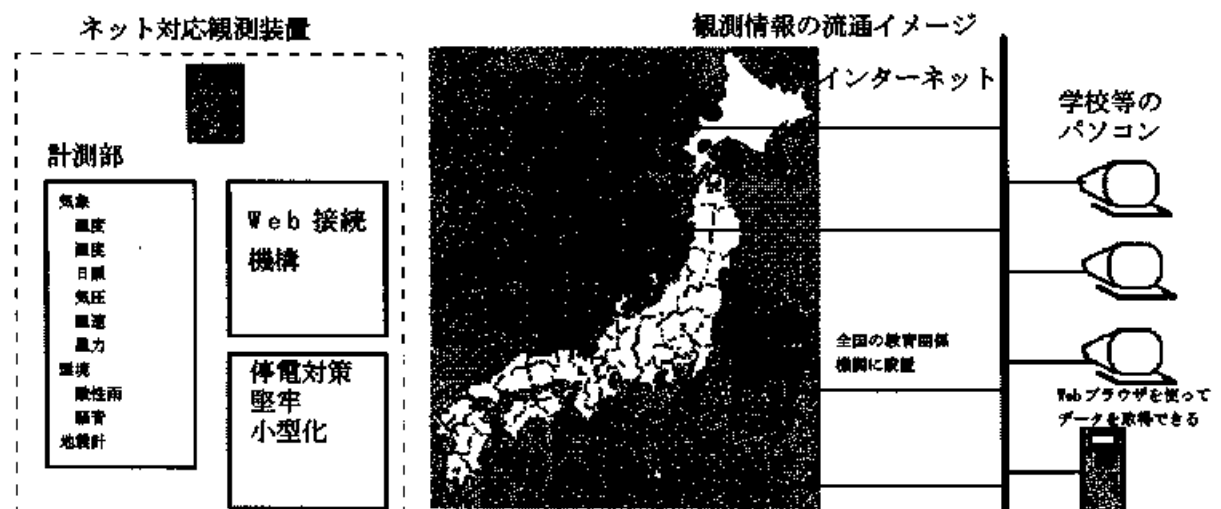 ネット対応観測装置
観測情報の流通イメージ
インターネット
学校等の
パソコン
計測部
気象
温度
湿度
日照
気圧
風速
風力
環境
酸性雨
騒音
地震計
Web 接続
機構
停電対策
堅牢
小型化
全国の教育関係
機関に設置
Webブラウザを使って
データを取得できる